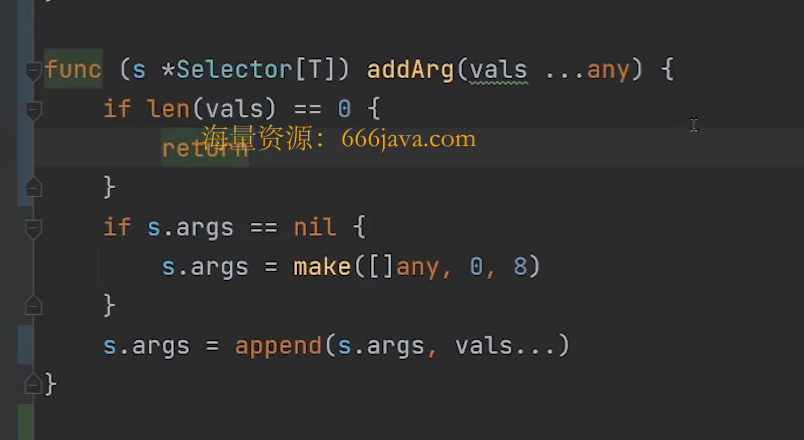 func (s *Selector[T]) addArg(vals ...any) {
if len(vals) == 0 {
return
海量资源：666java.com
}
if s.args == nil {
s.args = make([]any, 0, 8)
}
s.args = append(s.args, vals...)
}